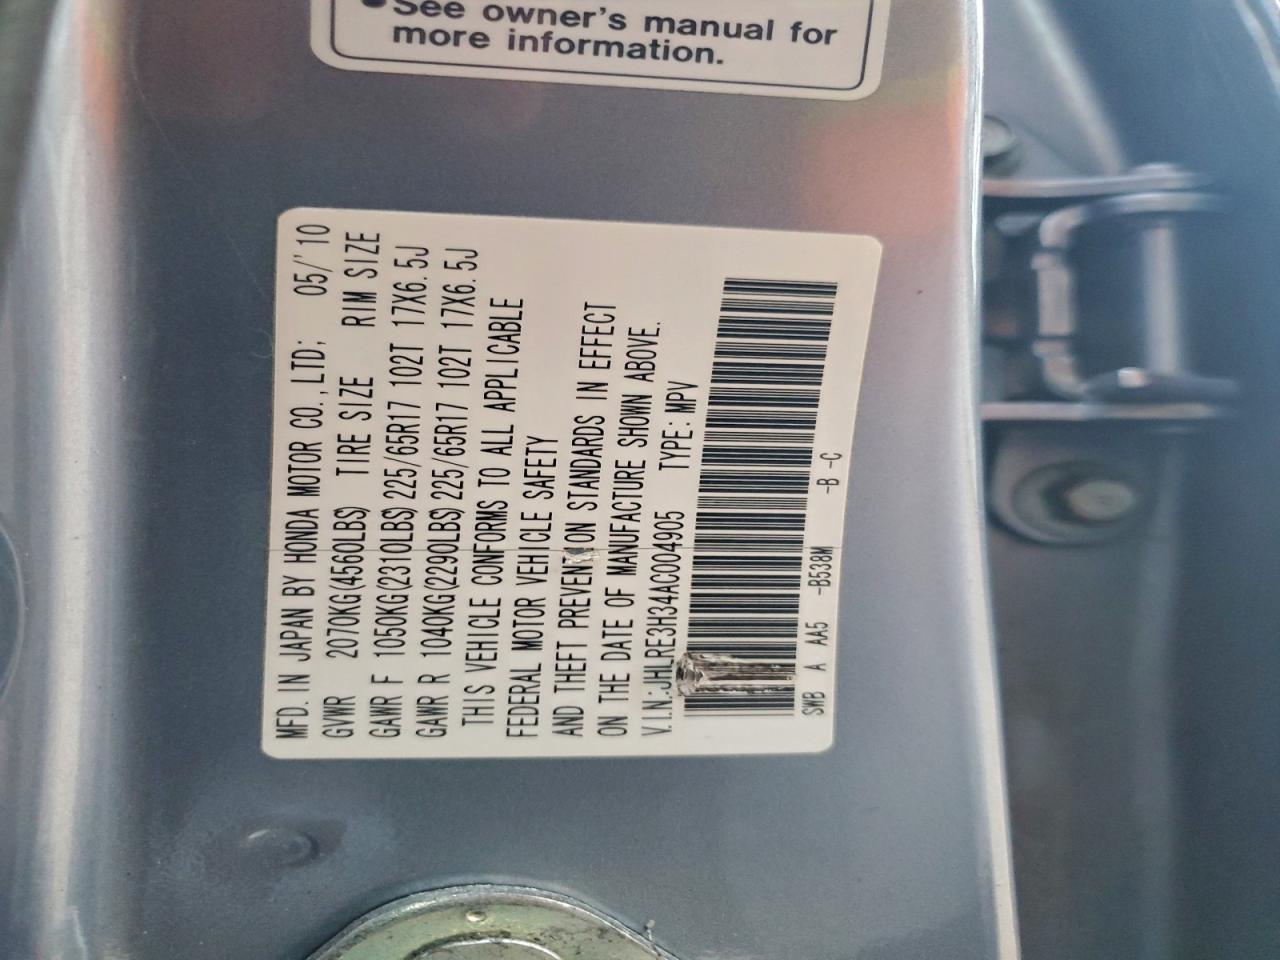 See owner's manual for
more information.
MFD. IN JAPAN BY HONDA MOTOR CO., LTD; 05/'10
GVWR 2070KG(4560LBS) TIRE SIZE RIM SIZE
GAWR F 1050KG(2310LBS) 225/65R17 102T 17X6.5J
GAWR R 1040KG(2290LBS) 225/65R17 102T 17X6.5J
THIS VEHICLE CONFORMS TO ALL APPLICABLE
FEDERAL MOTOR VEHICLE SAFETY
AND THEFT PREVENTION STANDARDS IN EFFECT
ON THE DATE OF MANUFACTURE SHOWN ABOVE.
V.I.N.:JHLRE3H34AC004905 TYPE: MPV
SWB A AA5 -B538M -B -C